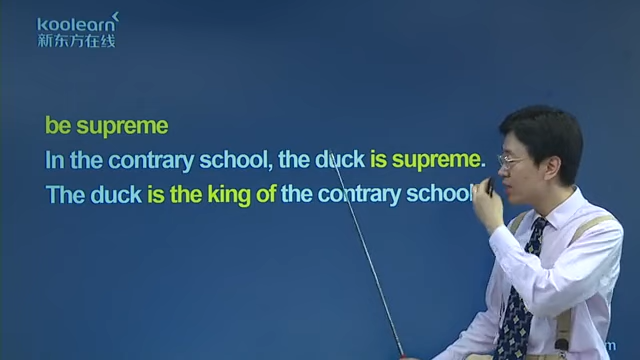 koolearn
新东方在线
be supreme
In the contrary school, the duck is supreme.
The duck is the king of the contrary school
m